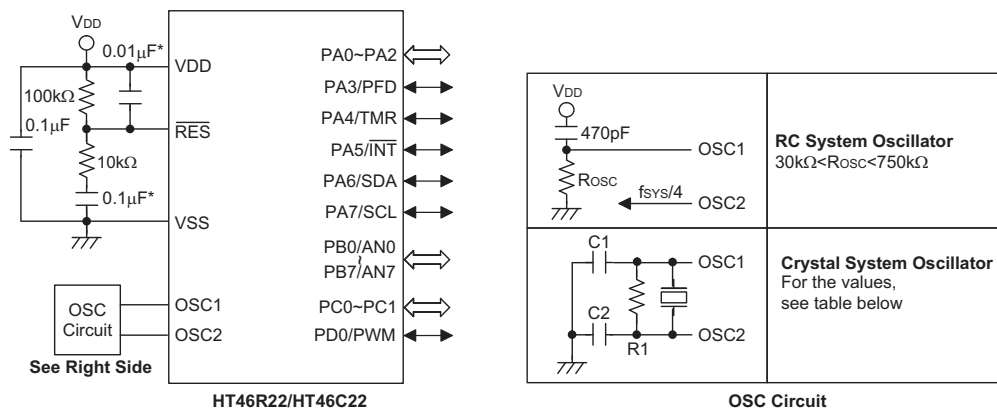 VDD
0.01μF*
100kΩ
0.1μF
10kΩ
0.1μF*
VDD
RES
VSS
OSC
Circuit
See Right Side
OSC1
OSC2
PA0~PA2
PA3/PFD
PA4/TMR
PA5/INT
PA6/SDA
PA7/SCL
PB0/AN0
~
PB7/AN7
PC0~PC1
PD0/PWM
HT46R22/HT46C22
VDD
470pF
OSC1
ROSC
fSYS/4
OSC2
RC System Oscillator
30kΩ<ROSC<750kΩ
C1
OSC1
C2
R1
OSC2
Crystal System Oscillator
For the values,
see table below
OSC Circuit